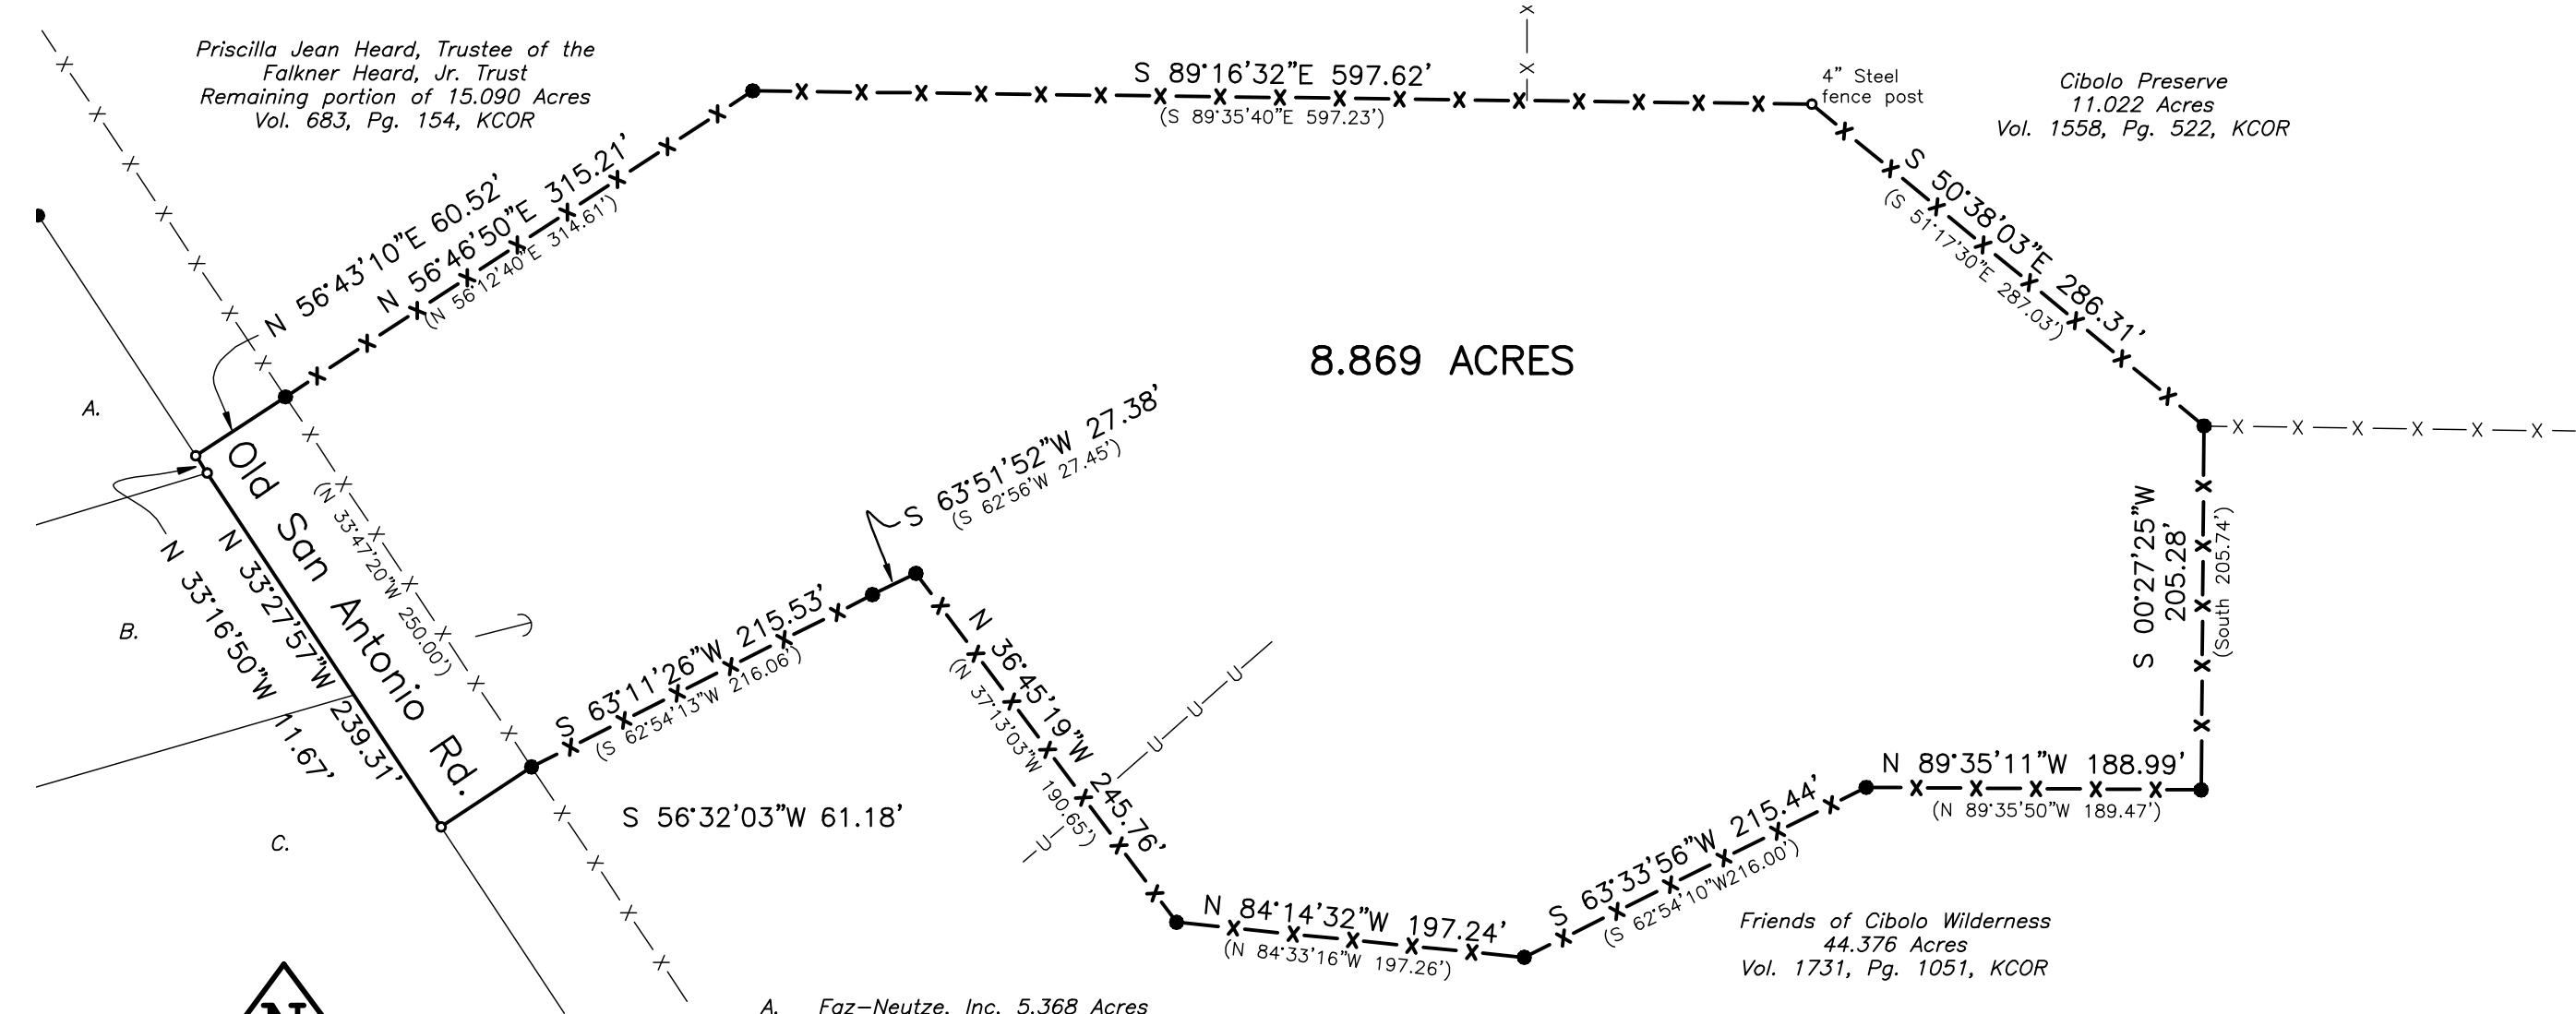 Priscilla Jean Heard, Trustee of the
Falkner Heard, Jr. Trust
Remaining portion of 15.090 Acres
Vol. 683, Pg. 154, KCOR
S 89°16'32"E 597.62'
(S 89°35'40"E 597.23')
4" Steel
fence post
Cibolo Preserve
11.022 Acres
Vol. 1558, Pg. 522, KCOR
N 56°43'10"E 60.52'
N 56°46'50"E 315.21'
(N 56°12'40"E 314.61')
S 50°38'03"E 286.31'
(S 51°17'30"E 287.03')
8.869 ACRES
A.
S 63°51'52"W 27.38'
(S 62°56'W 27.45')
Old San Antonio Rd.
(N 33°47'20"W 250.00')
N 33°27'57"W 239.31'
N 33°16'50"W 11.67'
B.
S 63°11'26"W 215.53'
(S 62°54'13"W 216.06')
N 36°45'19"W 245.76'
(N 37°13'03"W 190.65')
S 00°27'25"W
205.28'
(South 205.74')
N 89°35'11"W 188.99'
(N 89°35'50"W 189.47')
S 56°32'03"W 61.18'
C.
S 63°33'56"W 215.44'
(S 62°54'10"W216.00')
N 84°14'32"W 197.24'
(N 84°33'16"W 197.26')
Friends of Cibolo Wilderness
44.376 Acres
Vol. 1731, Pg. 1051, KCOR
N
A. Faz-Neutze, Inc. 5.368 Acres